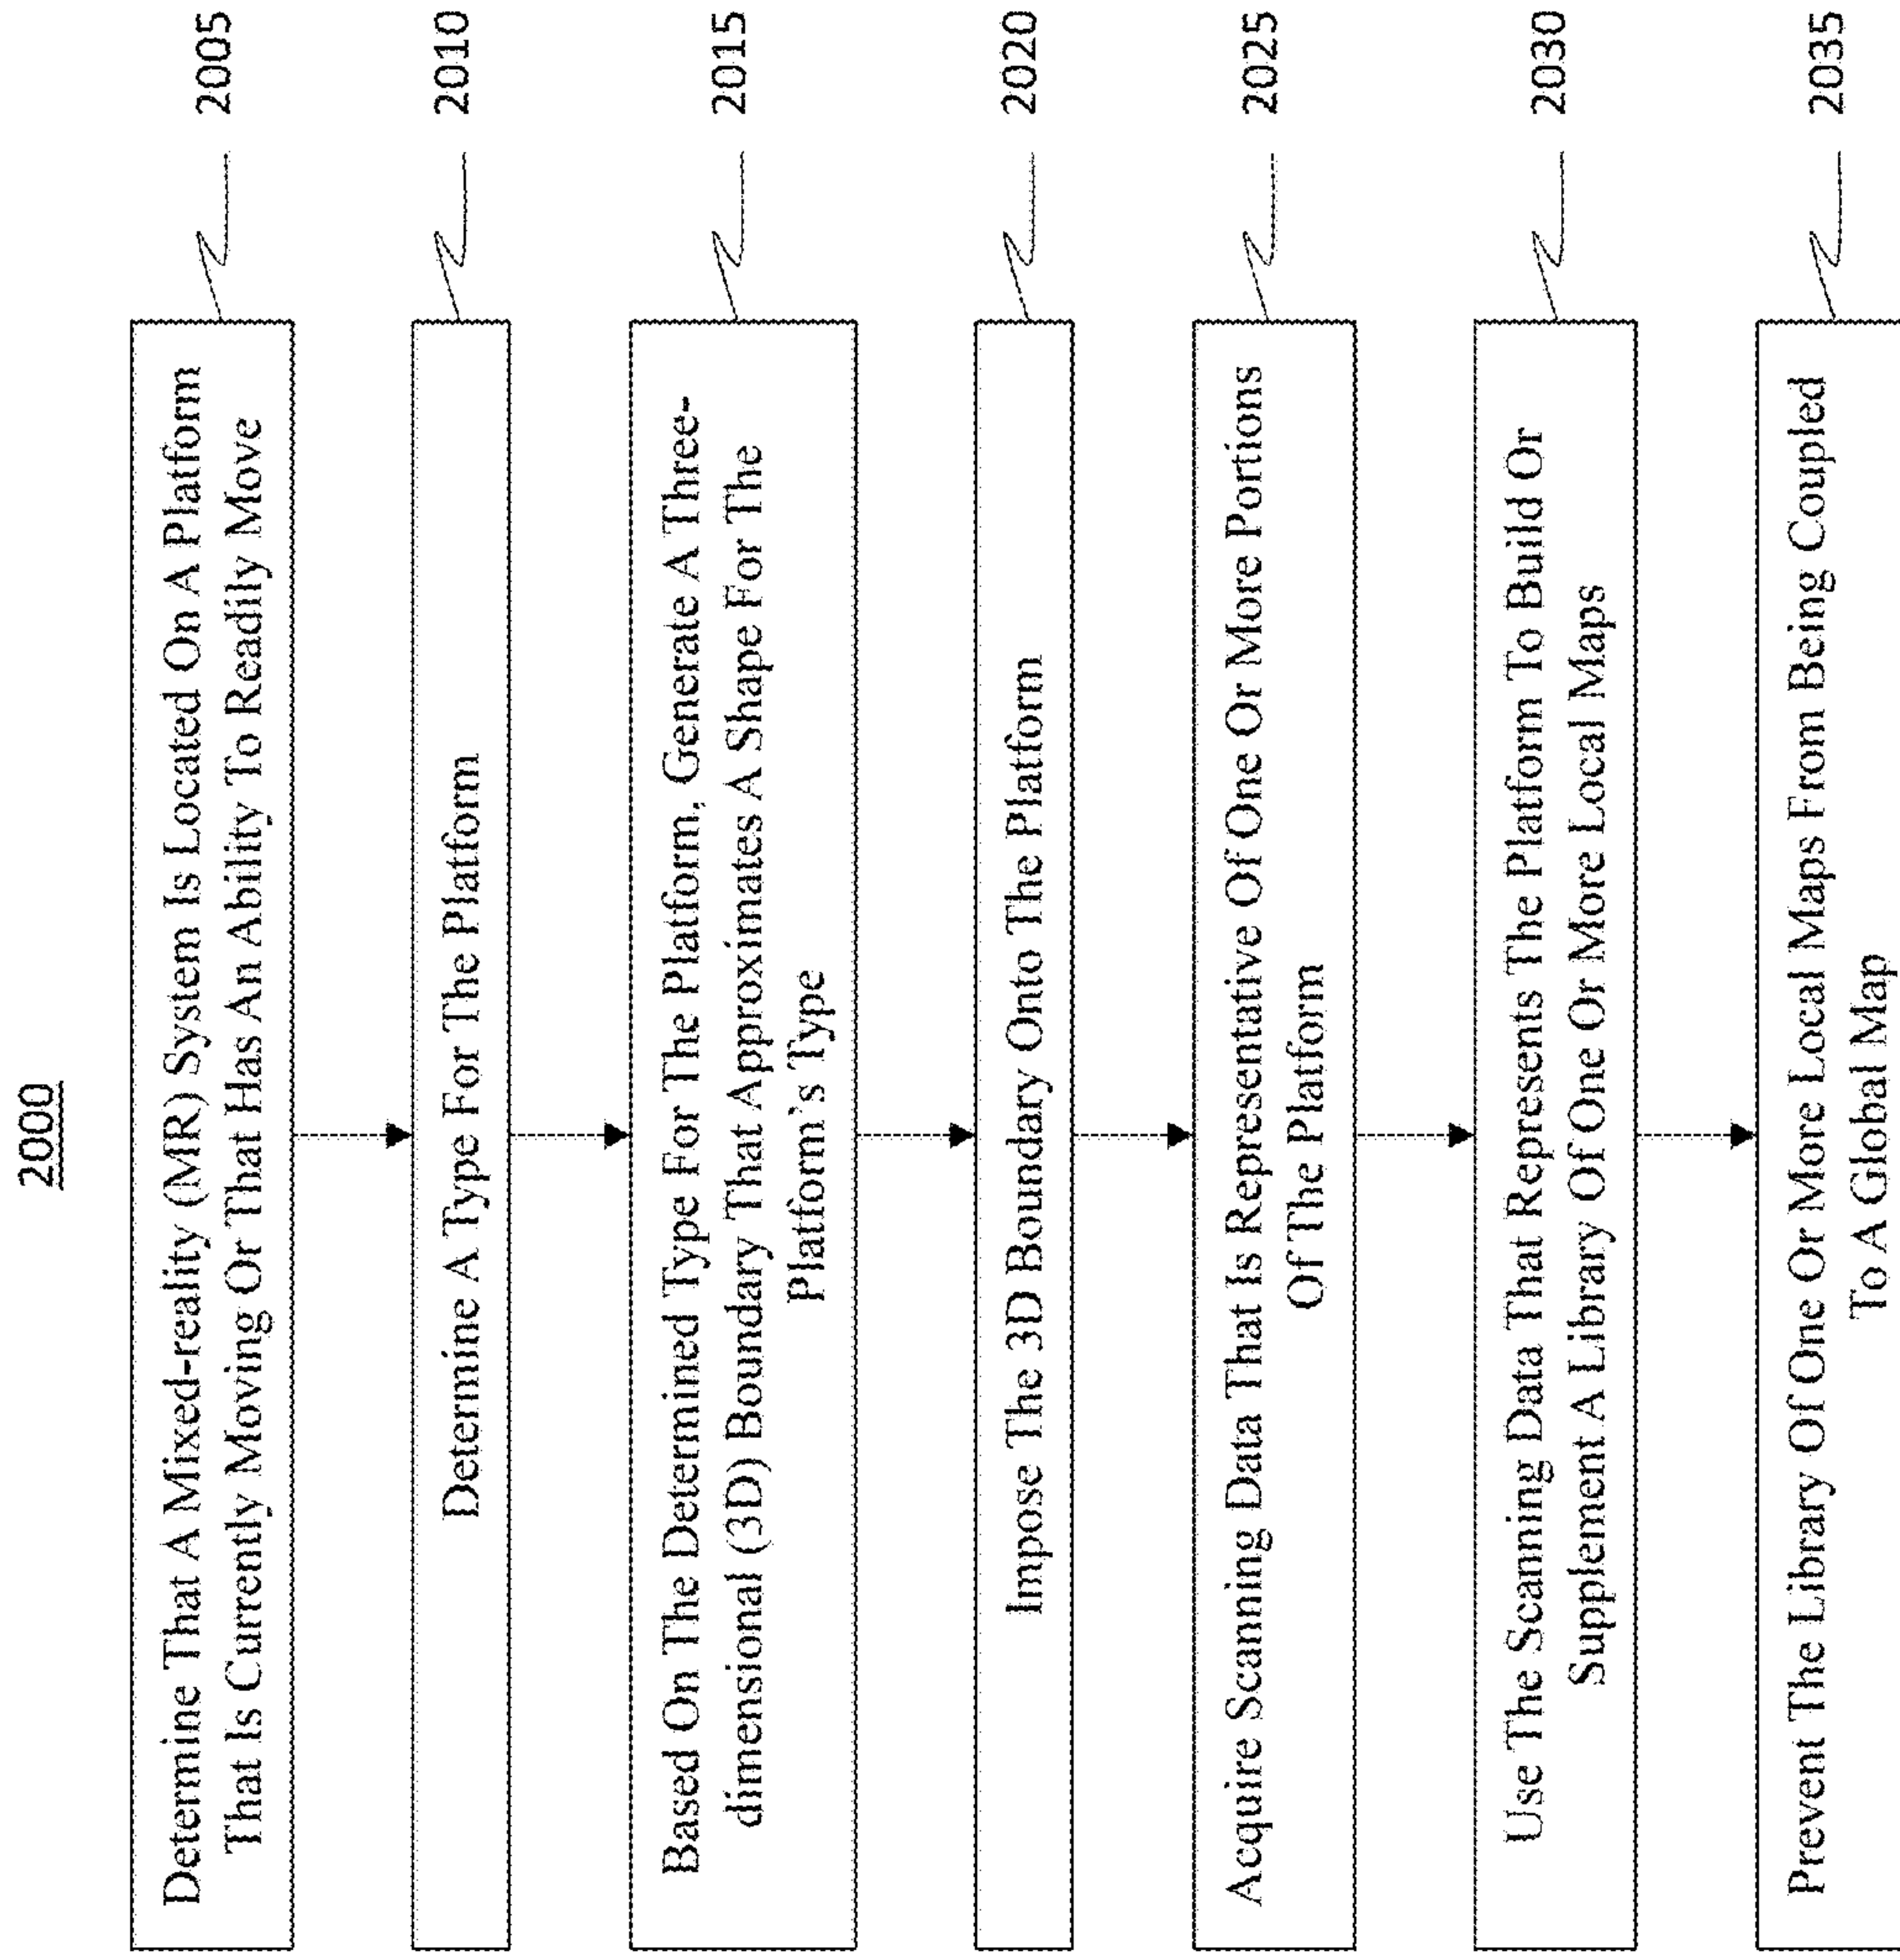 2000
Determine That A Mixed-reality (MR) System Is Located On A Platform
That Is Currently Moving Or That Has An Ability To Readily Move
2005
Determine A Type For The Platform
2010
Based On The Determined Type For The Platform, Generate A Three-
dimensional (3D) Boundary That Approximates A Shape For The
Platform's Type
2015
Impose The 3D Boundary Onto The Platform
2020
Acquire Scanning Data That Is Representative Of One Or More Portions
Of The Platform
2025
Use The Scanning Data That Represents The Platform To Build Or
Supplement A Library Of One Or More Local Maps
2030
Prevent The Library Of One Or More Local Maps From Being Coupled
To A Global Map
2035